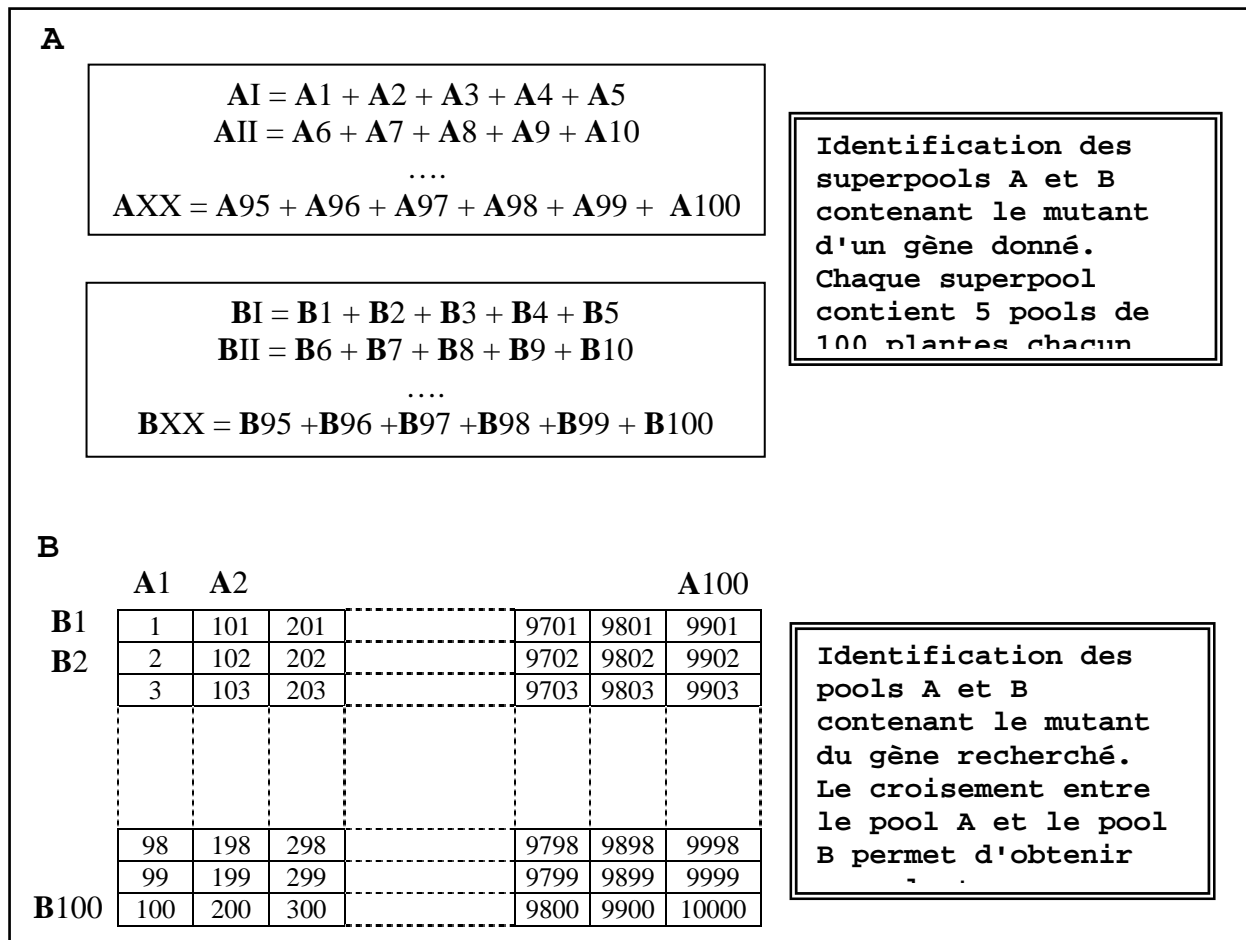 A
AI = A1 + A2 + A3 + A4 + A5
AII = A6 + A7 + A8 + A9 + A10
....
AXX = A95 + A96 + A97 + A98 + A99 + A100
Identification des
superpools A et B
contenant le mutant
d'un gène donné.
Chaque superpool
contient 5 pools de
100 plantes chacun
BI = B1 + B2 + B3 + B4 + B5
BII = B6 + B7 + B8 + B9 + B10
....
BXX = B95 +B96 +B97 +B98 +B99 + B100
B
A1 A2 A100
B1 1 101 201 9701 9801 9901
B2 2 102 202 9702 9802 9902
3 103 203 9703 9803 9903
98 198 298 9798 9898 9998
99 199 299 9799 9899 9999
B100 100 200 300 9800 9900 10000
Identification des
pools A et B
contenant le mutant
du gène recherché.
Le croisement entre
le pool A et le pool
B permet d'obtenir